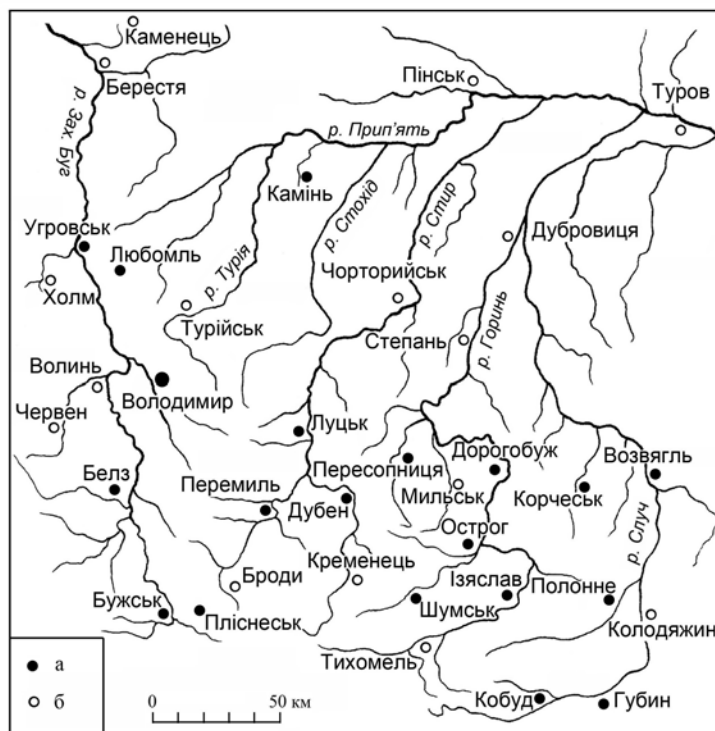 Каменець
Берестя
Пінськ
Туров
р. Зах. Буг
р. Прип'ять
Камінь
р. Стохід
р. Стир
Угровськ
Любомль
Дубровиця
Холм
р. Турія
Чорторийськ
Турійськ
Степань
р. Горинь
Волинь
Володимир
Червен
Луцьк
Белз
Перемиль
Пересопниця
Дорогобуж
Возвягль
Мильськ
Корчеськ
Дубен
Острог
р. Случ
Броди
Кременець
Ізяслав
Полонне
Бужськ
Пліснеськ
Шумськ
Колодяжин
Тихомель
а
б
0 50 км
Кобуд
Губин